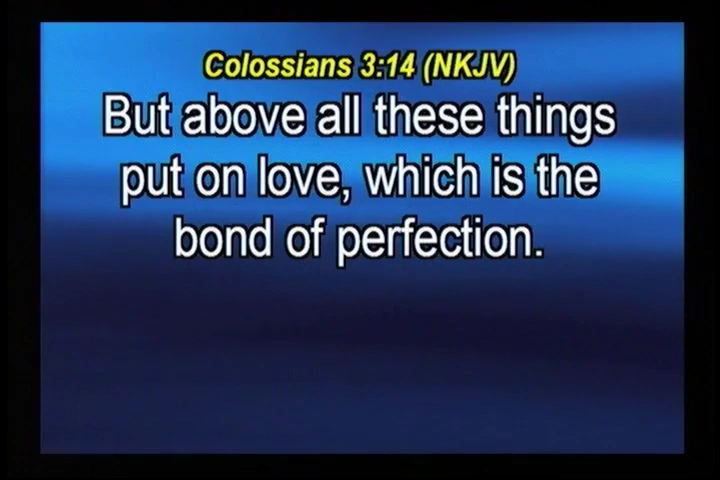 Colossians 3:14 (NKJV)
But above all these things
put on love, which is the
bond of perfection.